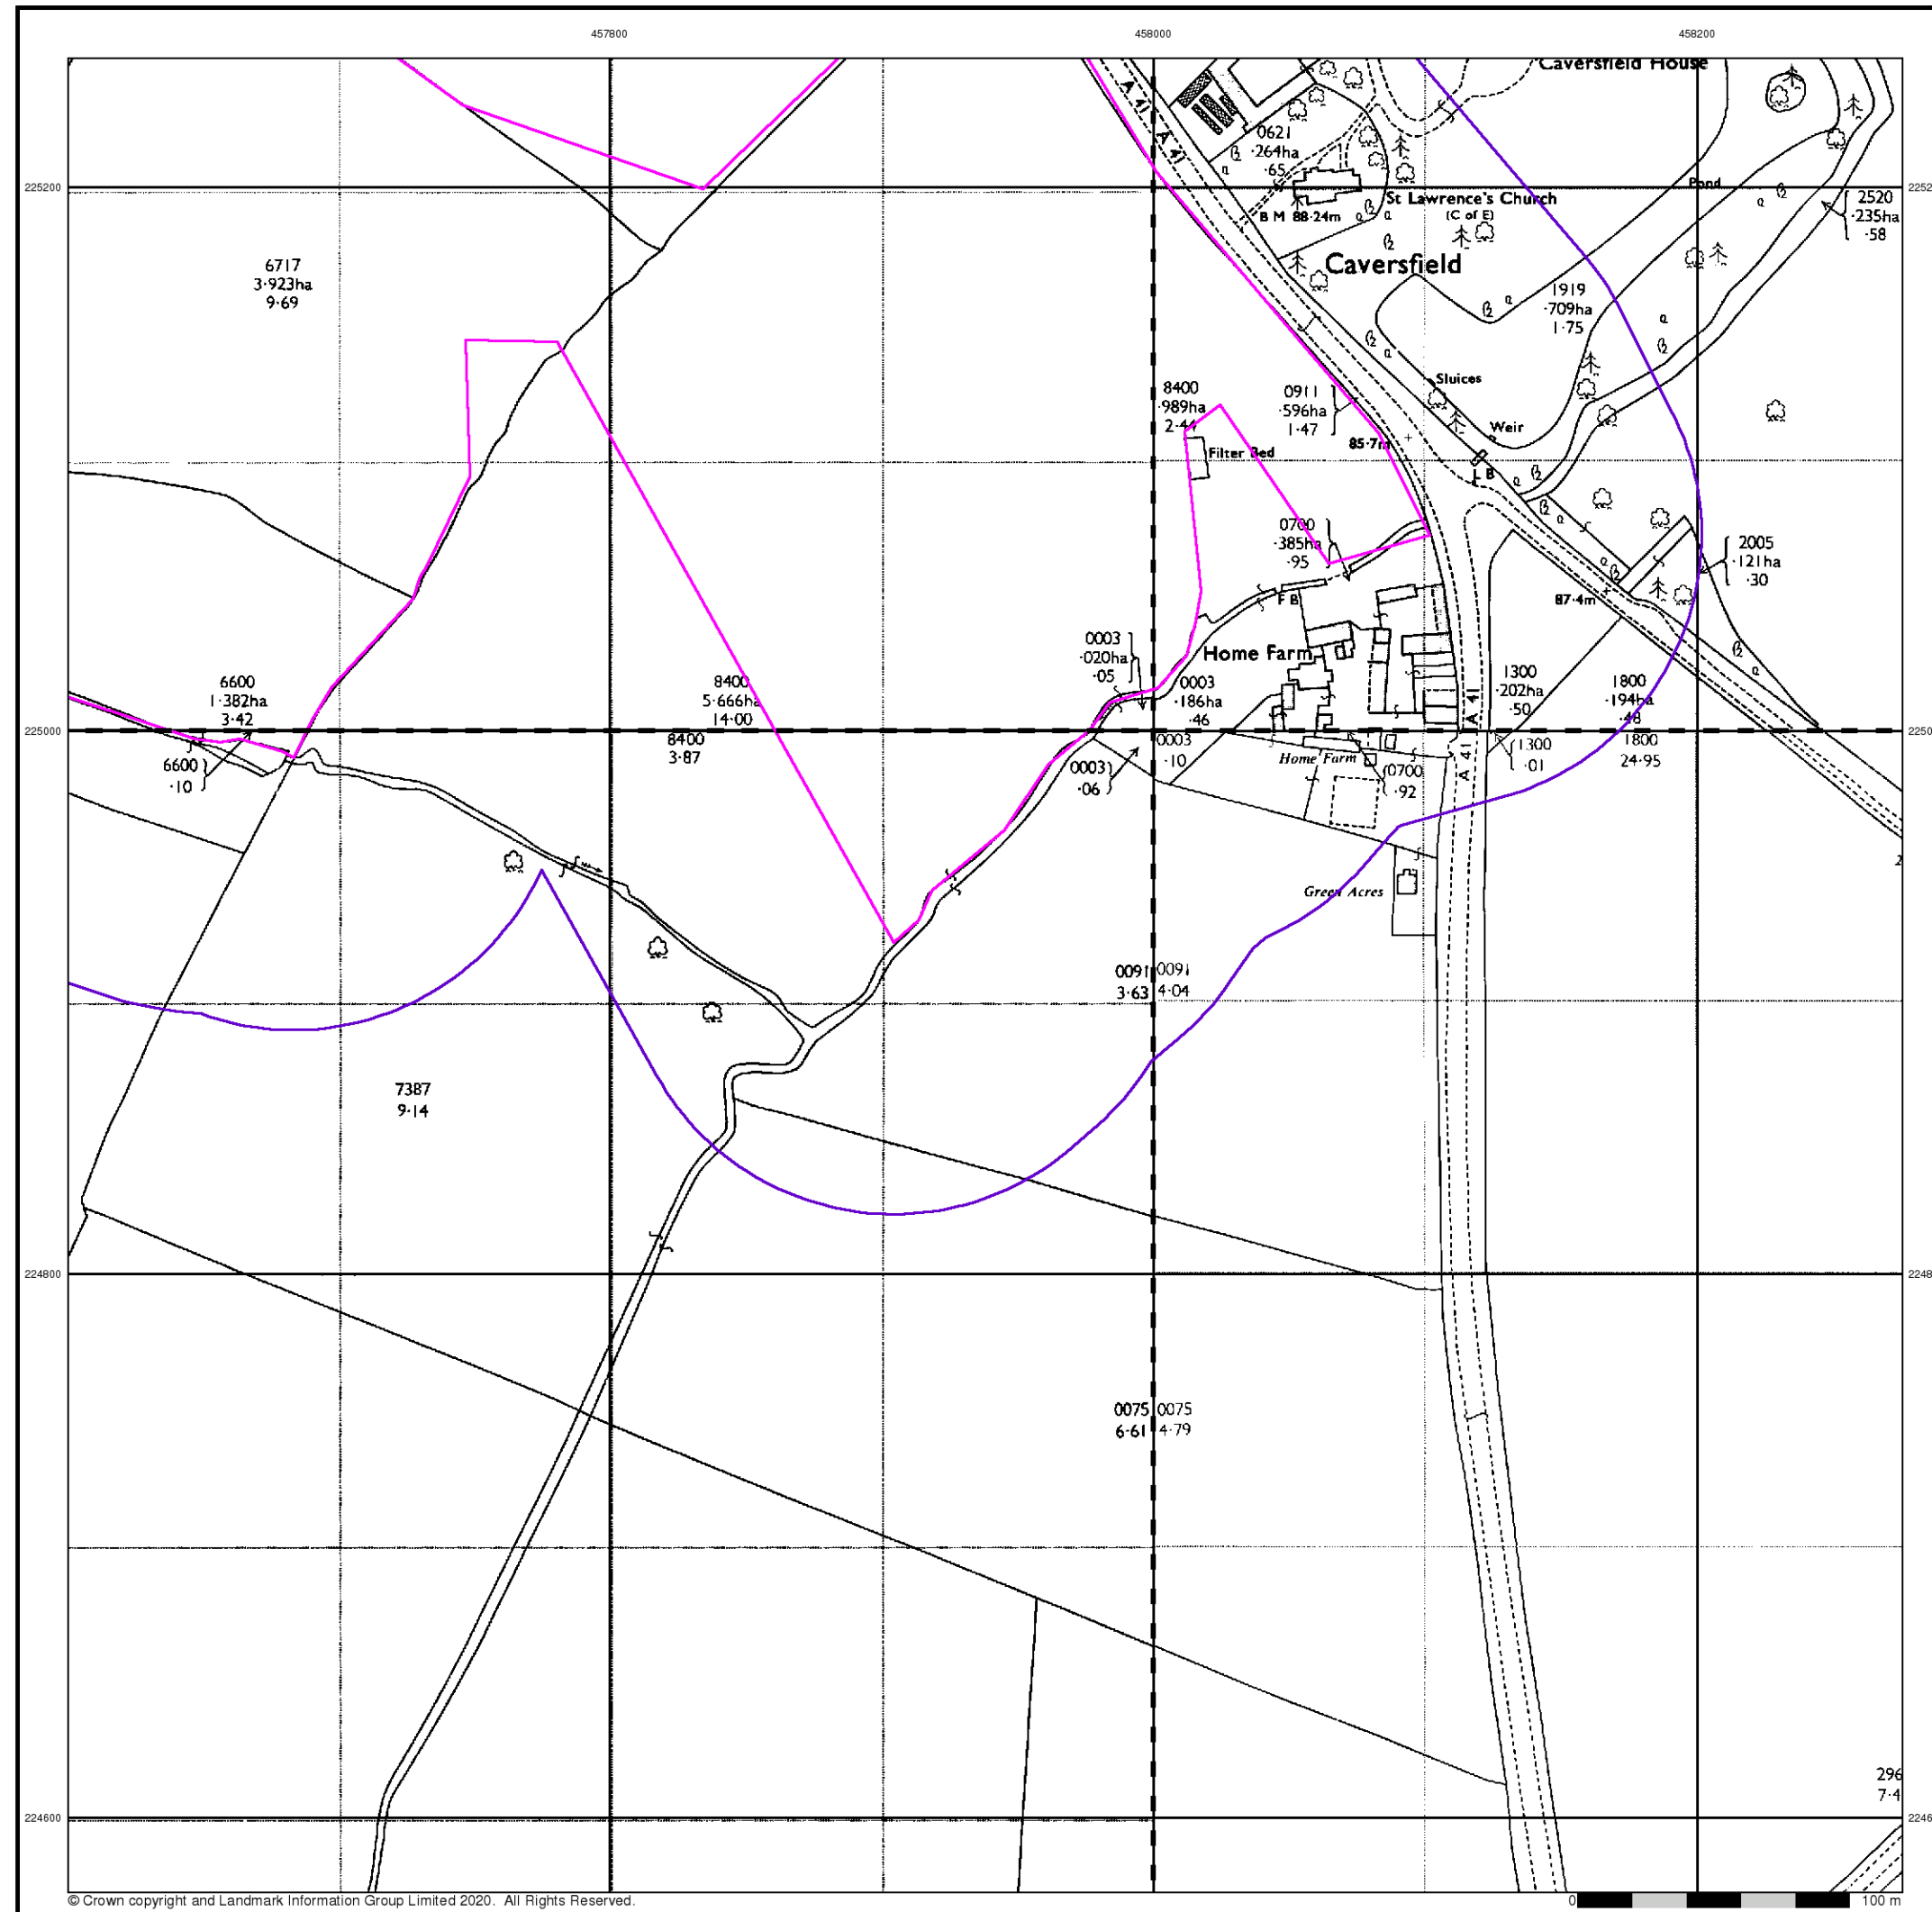 457800
458000
458200
Caversfield House
A 41
A 41
0621
·264ha
·65
225200
Pond
2520
·235ha
·58
St Lawrence's Church
(C of E)
B M 88·24m
Caversfield
6717
3·923ha
9·69
1919
·709ha
1·75
Sluices
8400
·989ha
2·44
0911
·596ha
1·47
Weir
85·7m
Filter Bed
L B
0700
·385ha
·95
2005
·121ha
·30
F B
87·4m
0003
·020ha
·05
Home Farm
6600
1·382ha
3·42
8400
5·666ha
14·00
0003
·186ha
·46
1300
·202ha
·50
1800
·194ha
·48
A 41
225000
8400
3·87
0003
·10
1300
·01
1800
24·95
A 41
6600
·10
0003
·06
Home Farm
0700
·92
Green Acres
0091 0091
3·63 4·04
7387
9·14
224800
0075 0075
6·61 4·79
296
7·4
224600
© Crown copyright and Landmark Information Group Limited 2020. All Rights Reserved.
0
100 m